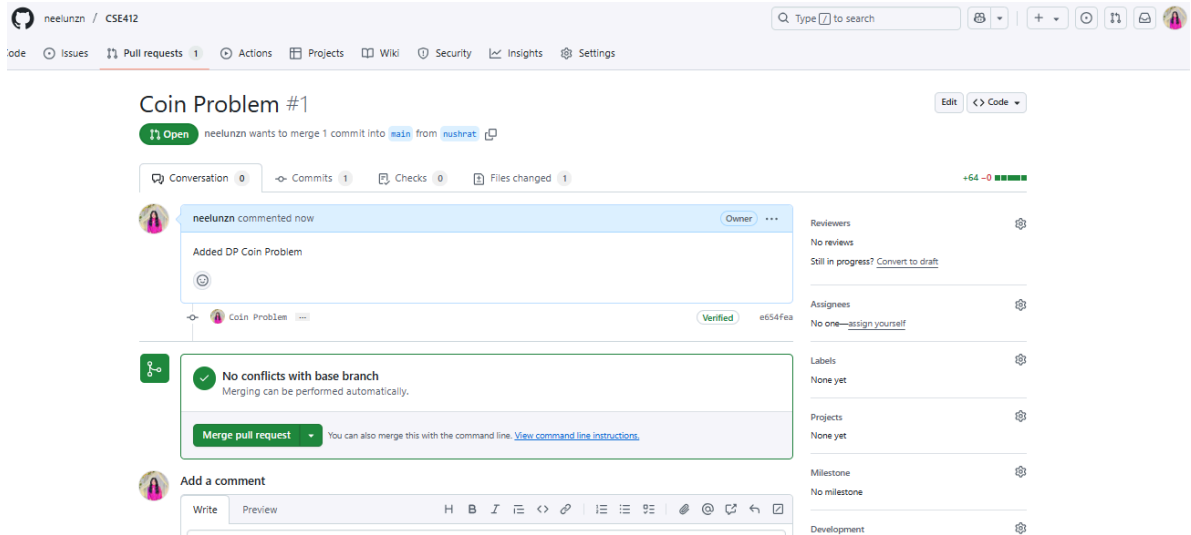 neelunzn / CSE412
Type / to search
Code Issues Pull requests 1 Actions Projects Wiki Security Insights Settings
Coin Problem #1
Edit <> Code
Open neelunzn wants to merge 1 commit into main from nushrat
Conversation 0 Commits 1 Checks 0 Files changed 1 +64 −0
neelunzn commented now Owner ...
Added DP Coin Problem
Coin Problem ... Verified e654fea
No conflicts with base branch
Merging can be performed automatically.
Merge pull request You can also merge this with the command line. View command line instructions.
Add a comment
Write Preview H B I
Reviewers
No reviews
Still in progress? Convert to draft
Assignees
No one—assign yourself
Labels
None yet
Projects
None yet
Milestone
No milestone
Development